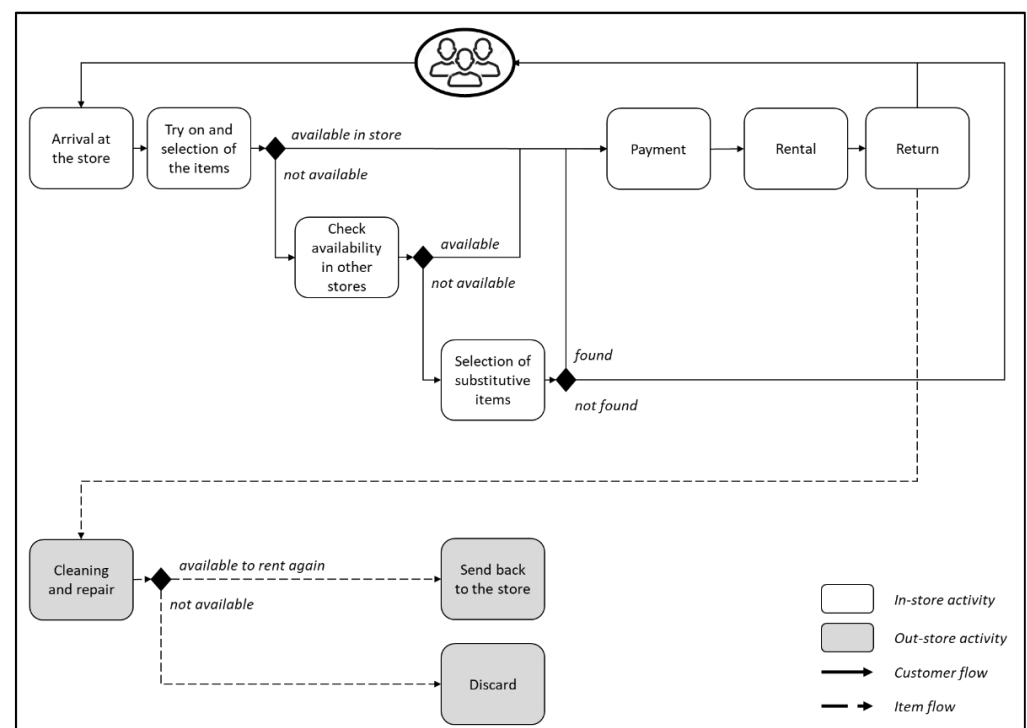 Arrival at
the store
Try on and
selection of
the items
available in store
not available
Payment
Rental
Return
Check
availability
in other
stores
available
not available
Selection of
substitutive
items
found
not found
Cleaning
and repair
available to rent again
not available
Send back
to the store
Discard
In-store activity
Out-store activity
Customer flow
Item flow